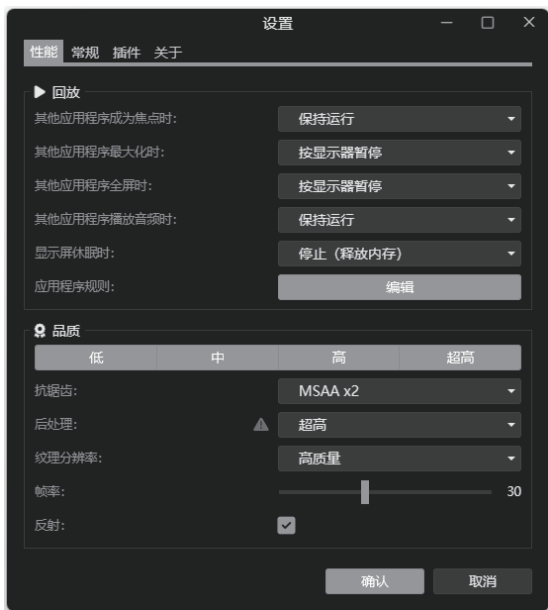 设置
性能 常规 插件 关于
回放
其他应用程序成为焦点时: 保持运行
其他应用程序最大化时: 按显示器暂停
其他应用程序全屏时: 按显示器暂停
其他应用程序播放音频时: 保持运行
显示屏休眠时: 停止（释放内存）
应用程序规则: 编辑
品质
低 中 高 超高
抗锯齿: MSAA x2
后处理: 超高
纹理分辨率: 高质量
帧率: 30
反射:
确认 取消